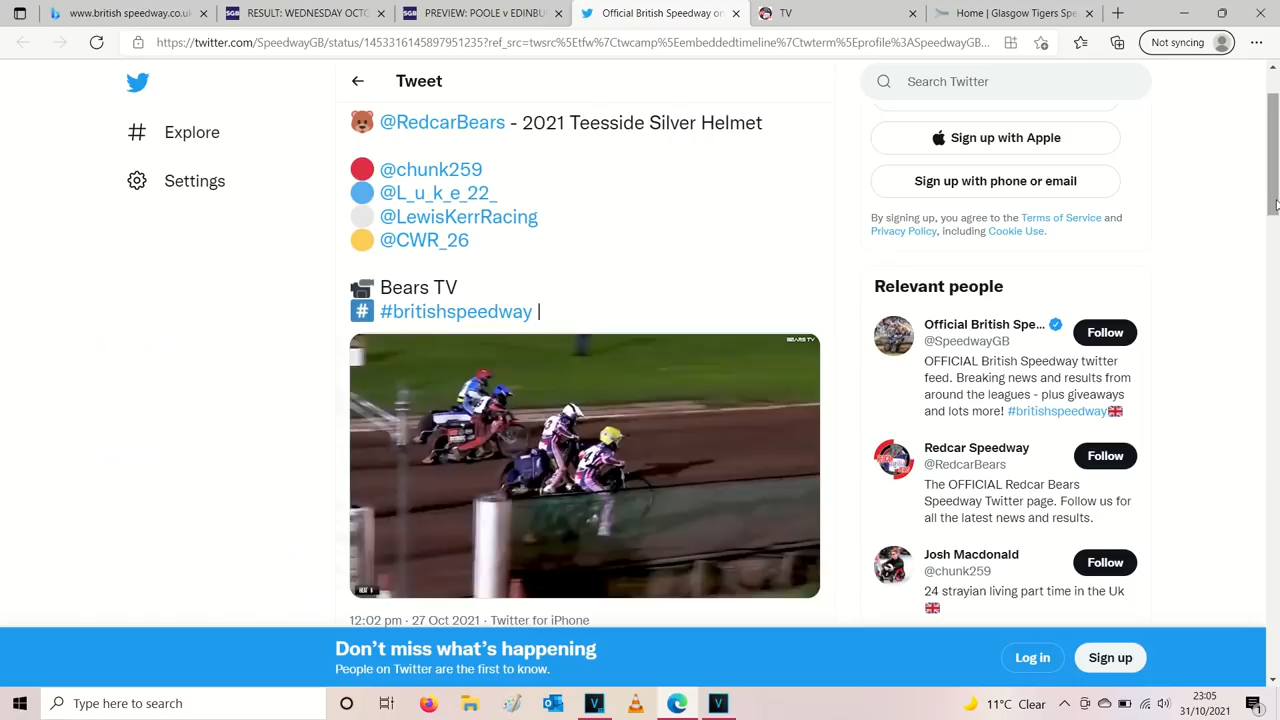 www.british speedway.co.uk
RESULT: WEDNESDAY OCTO
PREVIEW: POOLE v EDINBUR
Official British Speedway on
TV
Home | Glasgow Tigers Spe
https://twitter.com/SpeedwayGB/status/1453316145897951235?ref_src=twsrc%5Etfw%7Ctwcamp%5Eembeddedtimeline%7Ctwterm%5Eprofile%3ASpeedwayGB...
Not syncing
Tweet
Search Twitter
Explore
Settings
@RedcarBears - 2021 Teesside Silver Helmet
@chunk259
@L_u_k_e_22_
@LewisKerrRacing
@CWR_26
Bears TV
# #britishspeedway |
BEARS TV
HEAT
12:02 pm · 27 Oct 2021 · Twitter for iPhone
Sign up with Apple
Sign up with phone or email
By signing up, you agree to the Terms of Service and
Privacy Policy, including Cookie Use.
Relevant people
Official British Spe...
@SpeedwayGB
Follow
OFFICIAL British Speedway twitter
feed. Breaking news and results from
around the leagues - plus giveaways
and lots more! #britishspeedway
Redcar Speedway
@RedcarBears
Follow
The OFFICIAL Redcar Bears
Speedway Twitter page. Follow us for
all the latest news and results.
Josh Macdonald
@chunk259
Follow
24 strayian living part time in the Uk
Don't miss what's happening
People on Twitter are the first to know.
Log in
Sign up
Type here to search
11°C Clear
23:05
31/10/2021